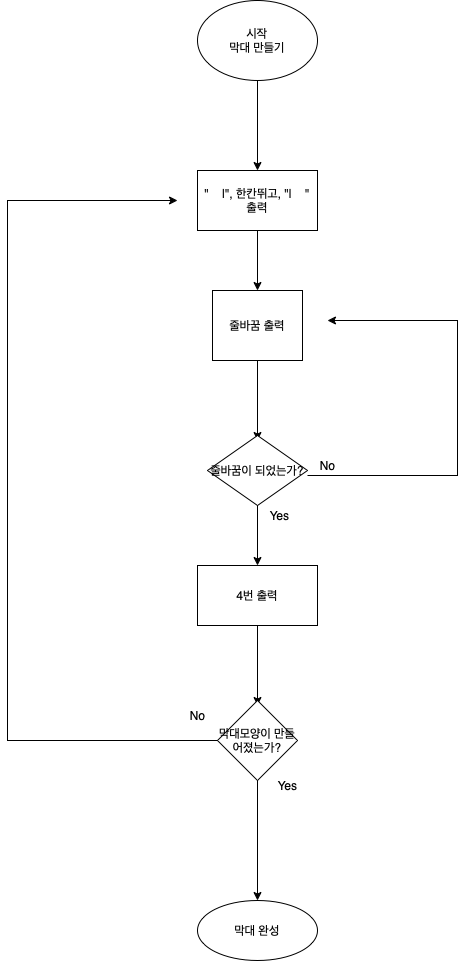 시작
막대 만들기
"    I", 한칸뛰고, "I    "
출력
줄바꿈 출력
줄바꿈이 되었는가?
No
Yes
4번 출력
No
막대모양이 만들
어졌는가?
Yes
막대 완성